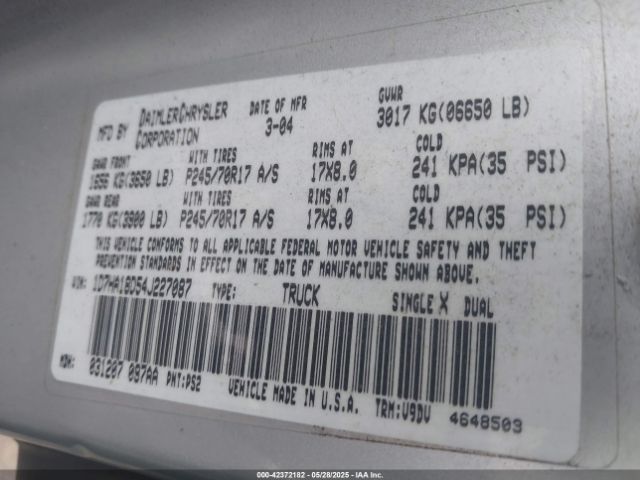 MFD BY DAIMLERCHRYSLER CORPORATION DATE OF MFR 3-04 GVWR 3017 KG(06650 LB)
GAWR FRONT WITH TIRES RIMS AT COLD
1656 KG(3650 LB) P245/70R17 A/S 17X8.0 241 KPA(35 PSI)
GAWR REAR WITH TIRES RIMS AT COLD
1770 KG(3900 LB) P245/70R17 A/S 17X8.0 241 KPA(35 PSI)
THIS VEHICLE CONFORMS TO ALL APPLICABLE FEDERAL MOTOR VEHICLE SAFETY AND THEFT
PREVENTION STANDARDS IN EFFECT ON THE DATE OF MANUFACTURE SHOWN ABOVE.
VIN: 1D7HA18D54J227087 TYPE: TRUCK SINGLE X DUAL
MDH: 031207 097AA PNT:PS2 VEHICLE MADE IN U.S.A. TRM:V9DV 4648503
000-42372182 - 05/28/2025 - IAA Inc.